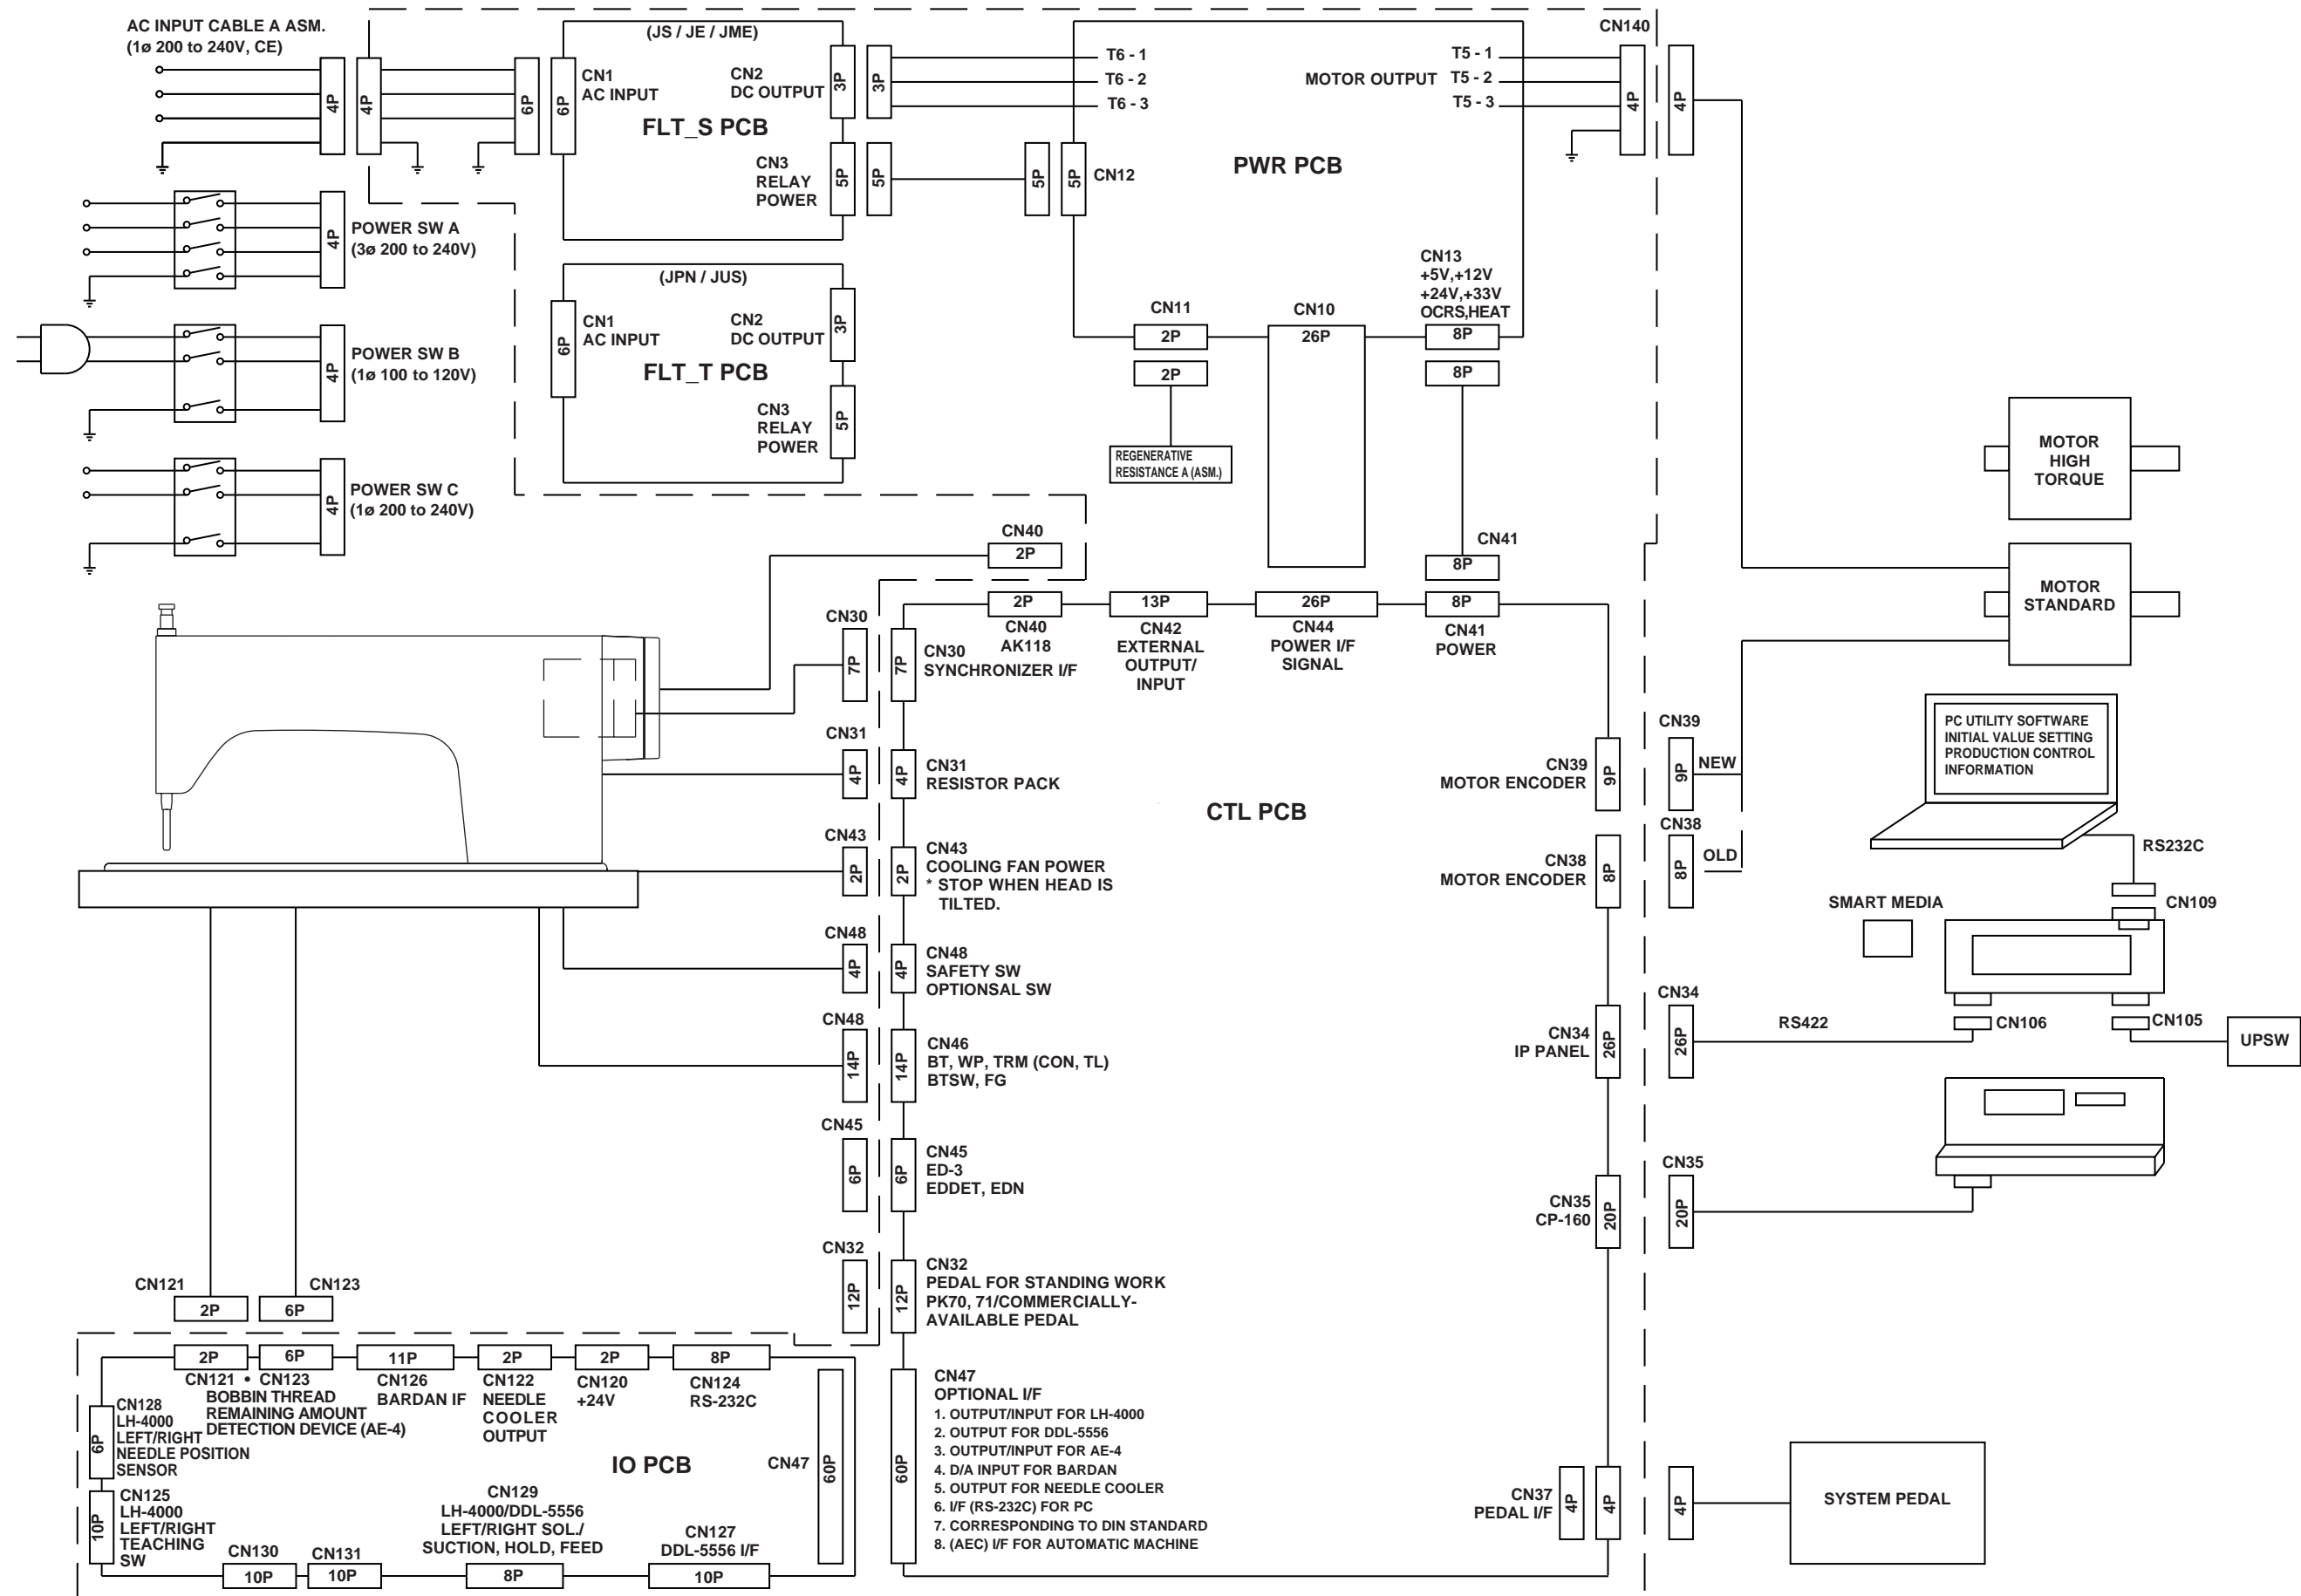 AC INPUT CABLE A ASM.
(1ø 200 to 240V, CE)
4P
4P
6P
6P
CN1
AC INPUT
(JS / JE / JME)
CN2
DC OUTPUT
3P
3P
FLT_S PCB
CN3
RELAY
POWER
5P
5P
5P
5P
CN12
T6 - 1
T6 - 2
T6 - 3
MOTOR OUTPUT
T5 - 1
T5 - 2
T5 - 3
PWR PCB
CN140
4P
4P
POWER SW A
(3ø 200 to 240V)
4P
POWER SW B
(1ø 100 to 120V)
4P
POWER SW C
(1ø 200 to 240V)
4P
(JPN / JUS)
6P
CN1
AC INPUT
CN2
DC OUTPUT
3P
FLT_T PCB
CN3
RELAY
POWER
5P
CN11
2P
2P
REGENERATIVE
RESISTANCE A (ASM.)
CN10
26P
CN13
+5V,+12V
+24V,+33V
OCRS,HEAT
8P
8P
CN41
8P
MOTOR
HIGH
TORQUE
MOTOR
STANDARD
CN40
2P
2P
CN40
AK118
13P
CN42
EXTERNAL
OUTPUT/
INPUT
26P
CN44
POWER I/F
SIGNAL
8P
CN41
POWER
CN30
7P
7P
CN30
SYNCHRONIZER I/F
CN31
4P
4P
CN31
RESISTOR PACK
CN43
2P
2P
CN43
COOLING FAN POWER
* STOP WHEN HEAD IS
TILTED.
CN48
4P
4P
CN48
SAFETY SW
OPTIONSAL SW
CN48
14P
14P
CN46
BT, WP, TRM (CON, TL)
BTSW, FG
CN45
6P
6P
CN45
ED-3
EDDET, EDN
CN32
12P
12P
CN32
PEDAL FOR STANDING WORK
PK70, 71/COMMERCIALLY-
AVAILABLE PEDAL
CTL PCB
CN39
MOTOR ENCODER
9P
CN39
9P
NEW
CN38
MOTOR ENCODER
8P
CN38
8P
OLD
PC UTILITY SOFTWARE
INITIAL VALUE SETTING
PRODUCTION CONTROL
INFORMATION
RS232C
SMART MEDIA
CN109
CN34
IP PANEL
26P
CN34
26P
RS422
CN106
CN105
UPSW
CN35
CP-160
20P
CN35
20P
60P
CN47
OPTIONAL I/F
1. OUTPUT/INPUT FOR LH-4000
2. OUTPUT FOR DDL-5556
3. OUTPUT/INPUT FOR AE-4
4. D/A INPUT FOR BARDAN
5. OUTPUT FOR NEEDLE COOLER
6. I/F (RS-232C) FOR PC
7. CORRESPONDING TO DIN STANDARD
8. (AEC) I/F FOR AUTOMATIC MACHINE
CN37
PEDAL I/F
4P
4P
4P
SYSTEM PEDAL
CN121
2P
CN123
6P
2P
6P
11P
2P
2P
8P
CN121 • CN123
BOBBIN THREAD
REMAINING AMOUNT
DETECTION DEVICE (AE-4)
CN126
BARDAN IF
CN122
NEEDLE
COOLER
OUTPUT
CN120
+24V
CN124
RS-232C
6P
CN128
LH-4000
LEFT/RIGHT
NEEDLE POSITION
SENSOR
IO PCB
CN47
60P
10P
CN125
LH-4000
LEFT/RIGHT
TEACHING
SW
CN130
10P
CN131
10P
CN129
LH-4000/DDL-5556
LEFT/RIGHT SOL./
SUCTION, HOLD, FEED
8P
CN127
DDL-5556 I/F
10P